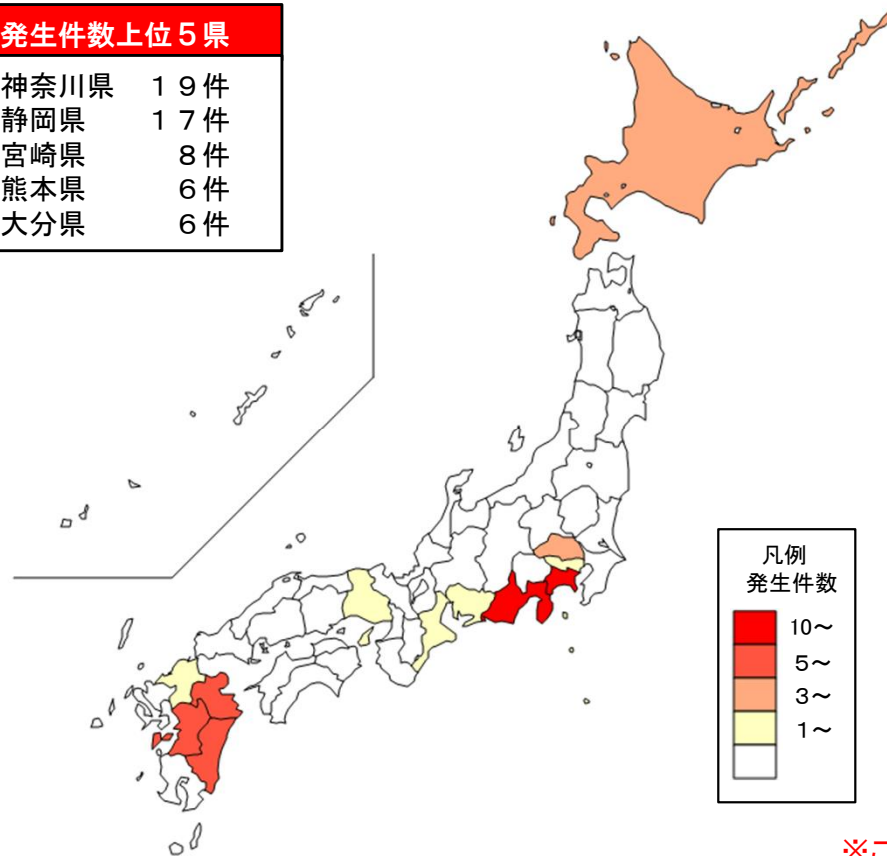 発生件数上位５県
神奈川県 １９件
静岡県 １７件
宮崎県 ８件
熊本県 ６件
大分県 ６件
凡例
発生件数
10～
5～
3～
1～
※こ